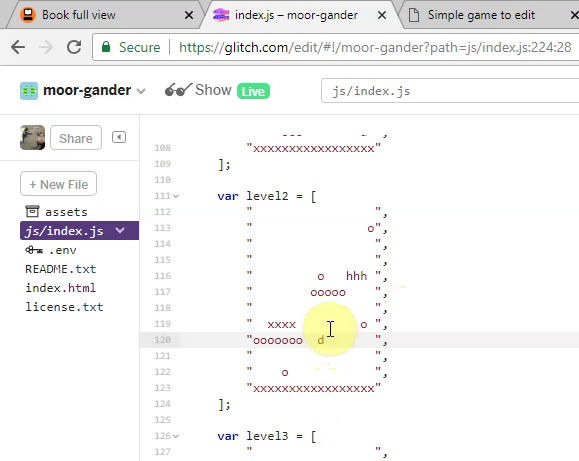 Book full view
index.js – moor-gander
Simple game to edit
Secure https://glitch.com/edit/#!/moor-gander?path=js/index.js:224:28
moor-gander Show Live js/index.js
Share
+ New File
assets
js/index.js
.env
README.txt
index.html
license.txt
108 "xxxxxxxxxxxxxxxxx"
109 ];
110
111 var level2 = [
112 "                 ",
113 "                o",
114 "                 ",
115 "                 ",
116 "         o   hhh ",
117 "        ooooo    ",
118 "                 ",
119 "  xxxx         o ",
120 "ooooooo  d       ",
121 "                 ",
122 "    o            ",
123 "xxxxxxxxxxxxxxxxx"
124 ];
125
126 var level3 = [
127 "                 ",